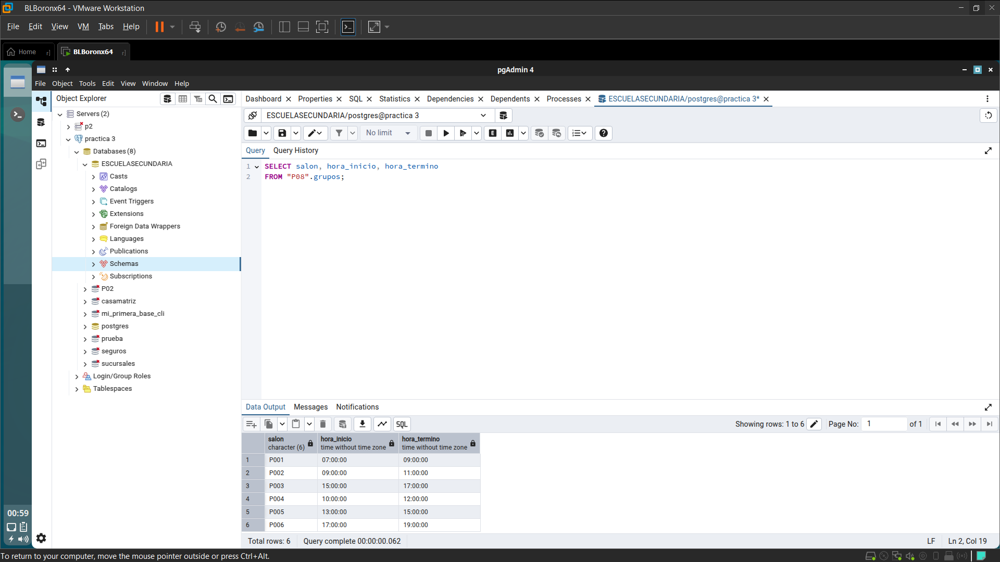 BLBoronx64 - VMware Workstation
File Edit View VM Tabs Help
Home
BLBoronx64
pgAdmin 4
File Object Tools Edit View Window Help
Object Explorer
Dashboard Properties SQL Statistics Dependencies Dependents Processes ESCUELASECUNDARIA/postgres@practica 3*
Servers (2)
p2
practica 3
Databases (8)
ESCUELASECUNDARIA
Casts
Catalogs
Event Triggers
Extensions
Foreign Data Wrappers
Languages
Publications
Schemas
Subscriptions
P02
casamatriz
mi_primera_base_cli
postgres
prueba
seguros
sucursales
Login/Group Roles
Tablespaces
00:59
ESCUELASECUNDARIA/postgres@practica 3
No limit
E
Query Query History
1 SELECT salon, hora_inicio, hora_termino
2 FROM "P08".grupos;
Data Output Messages Notifications
SQL
Showing rows: 1 to 6 Page No: 1 of 1
salon hora_inicio hora_termino
character (6) time without time zone time without time zone
1 P001 07:00:00 09:00:00
2 P002 09:00:00 11:00:00
3 P003 15:00:00 17:00:00
4 P004 10:00:00 12:00:00
5 P005 13:00:00 15:00:00
6 P006 17:00:00 19:00:00
Total rows: 6 Query complete 00:00:00.062 LF Ln 2, Col 19
To return to your computer, move the mouse pointer outside or press Ctrl+Alt.